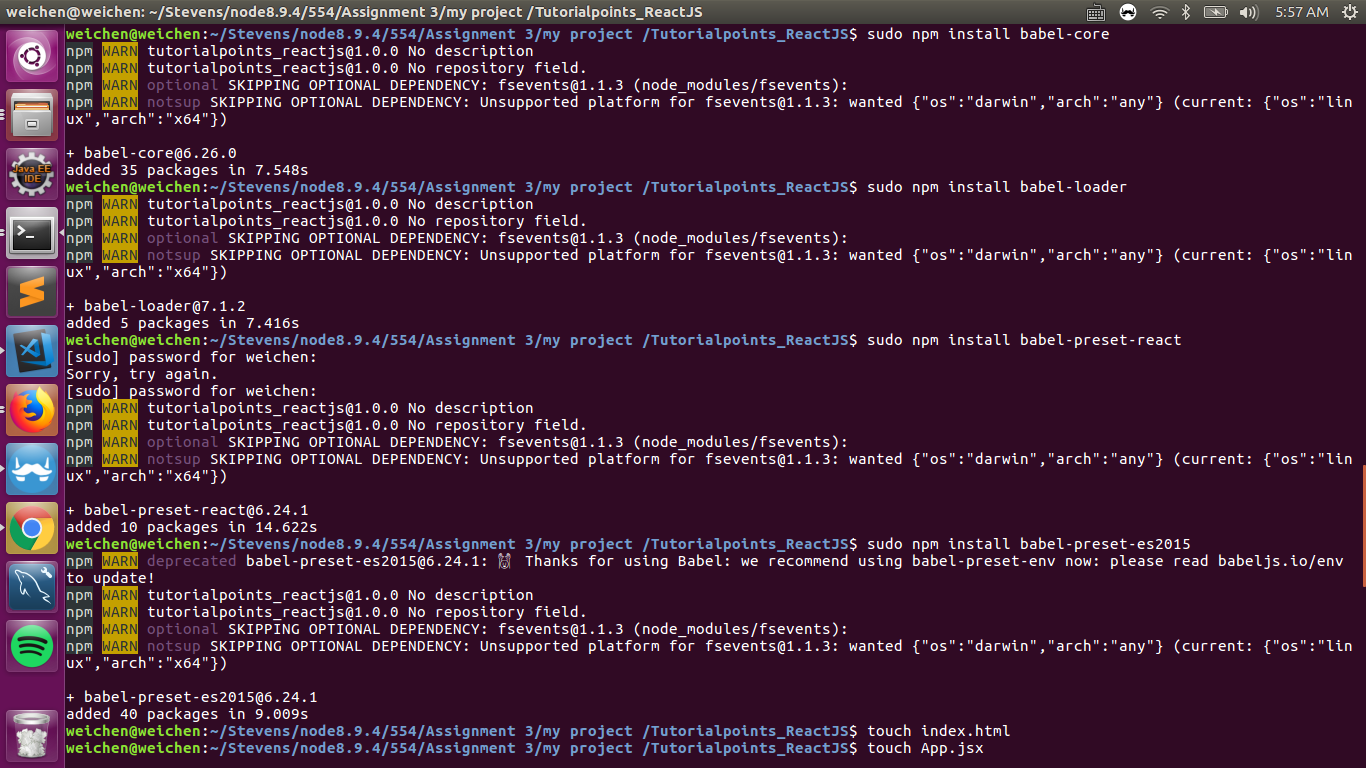 weichen@weichen: ~/Stevens/node8.9.4/554/Assignment 3/my project /Tutorialpoints_ReactJS
5:57 AM
weichen@weichen:~/Stevens/node8.9.4/554/Assignment 3/my project /Tutorialpoints_ReactJS$ sudo npm install babel-core
npm WARN tutorialpoints_reactjs@1.0.0 No description
npm WARN tutorialpoints_reactjs@1.0.0 No repository field.
npm WARN optional SKIPPING OPTIONAL DEPENDENCY: fsevents@1.1.3 (node_modules/fsevents):
npm WARN notsup SKIPPING OPTIONAL DEPENDENCY: Unsupported platform for fsevents@1.1.3: wanted {"os":"darwin","arch":"any"} (current: {"os":"lin
ux","arch":"x64"})
+ babel-core@6.26.0
added 35 packages in 7.548s
weichen@weichen:~/Stevens/node8.9.4/554/Assignment 3/my project /Tutorialpoints_ReactJS$ sudo npm install babel-loader
npm WARN tutorialpoints_reactjs@1.0.0 No description
npm WARN tutorialpoints_reactjs@1.0.0 No repository field.
npm WARN optional SKIPPING OPTIONAL DEPENDENCY: fsevents@1.1.3 (node_modules/fsevents):
npm WARN notsup SKIPPING OPTIONAL DEPENDENCY: Unsupported platform for fsevents@1.1.3: wanted {"os":"darwin","arch":"any"} (current: {"os":"lin
ux","arch":"x64"})
+ babel-loader@7.1.2
added 5 packages in 7.416s
weichen@weichen:~/Stevens/node8.9.4/554/Assignment 3/my project /Tutorialpoints_ReactJS$ sudo npm install babel-preset-react
[sudo] password for weichen:
Sorry, try again.
[sudo] password for weichen:
npm WARN tutorialpoints_reactjs@1.0.0 No description
npm WARN tutorialpoints_reactjs@1.0.0 No repository field.
npm WARN optional SKIPPING OPTIONAL DEPENDENCY: fsevents@1.1.3 (node_modules/fsevents):
npm WARN notsup SKIPPING OPTIONAL DEPENDENCY: Unsupported platform for fsevents@1.1.3: wanted {"os":"darwin","arch":"any"} (current: {"os":"lin
ux","arch":"x64"})
+ babel-preset-react@6.24.1
added 10 packages in 14.622s
weichen@weichen:~/Stevens/node8.9.4/554/Assignment 3/my project /Tutorialpoints_ReactJS$ sudo npm install babel-preset-es2015
npm WARN deprecated babel-preset-es2015@6.24.1: 🙌 Thanks for using Babel: we recommend using babel-preset-env now: please read babeljs.io/env
to update!
npm WARN tutorialpoints_reactjs@1.0.0 No description
npm WARN tutorialpoints_reactjs@1.0.0 No repository field.
npm WARN optional SKIPPING OPTIONAL DEPENDENCY: fsevents@1.1.3 (node_modules/fsevents):
npm WARN notsup SKIPPING OPTIONAL DEPENDENCY: Unsupported platform for fsevents@1.1.3: wanted {"os":"darwin","arch":"any"} (current: {"os":"lin
ux","arch":"x64"})
+ babel-preset-es2015@6.24.1
added 40 packages in 9.009s
weichen@weichen:~/Stevens/node8.9.4/554/Assignment 3/my project /Tutorialpoints_ReactJS$ touch index.html
weichen@weichen:~/Stevens/node8.9.4/554/Assignment 3/my project /Tutorialpoints_ReactJS$ touch App.jsx
Java EE
IDE